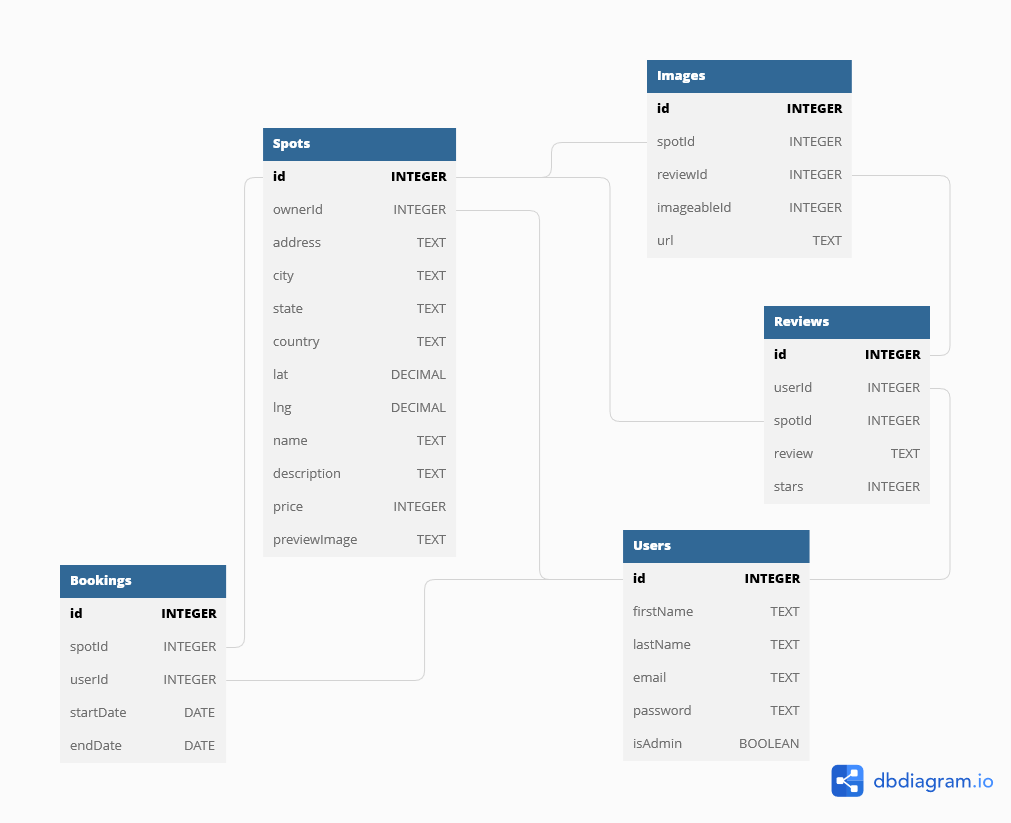 Images
id INTEGER
spotId INTEGER
reviewId INTEGER
imageableId INTEGER
url TEXT
Spots
id INTEGER
ownerId INTEGER
address TEXT
city TEXT
state TEXT
country TEXT
lat DECIMAL
lng DECIMAL
name TEXT
description TEXT
price INTEGER
previewImage TEXT
Reviews
id INTEGER
userId INTEGER
spotId INTEGER
review TEXT
stars INTEGER
Users
id INTEGER
firstName TEXT
lastName TEXT
email TEXT
password TEXT
isAdmin BOOLEAN
Bookings
id INTEGER
spotId INTEGER
userId INTEGER
startDate DATE
endDate DATE
dbdiagram.io